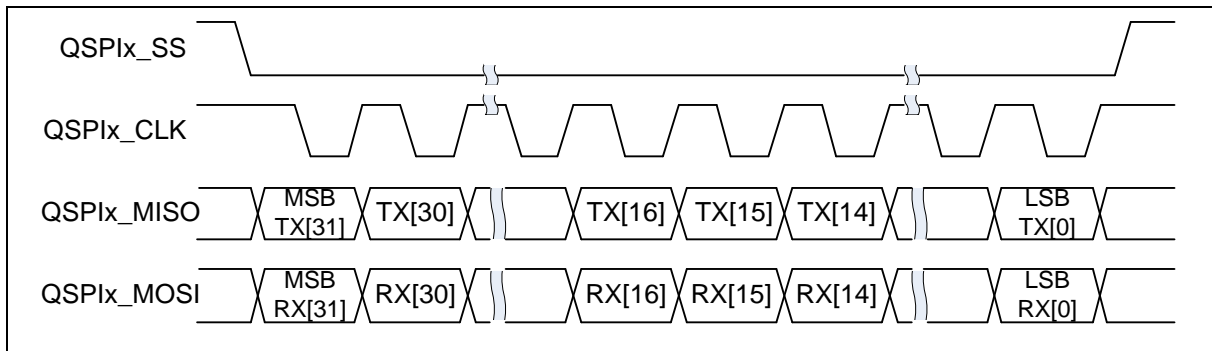 QSPIx_SS
QSPIx_CLK
QSPIx_MISO
MSB
TX[31]
TX[30]
TX[16]
TX[15]
TX[14]
LSB
TX[0]
QSPIx_MOSI
MSB
RX[31]
RX[30]
RX[16]
RX[15]
RX[14]
LSB
RX[0]